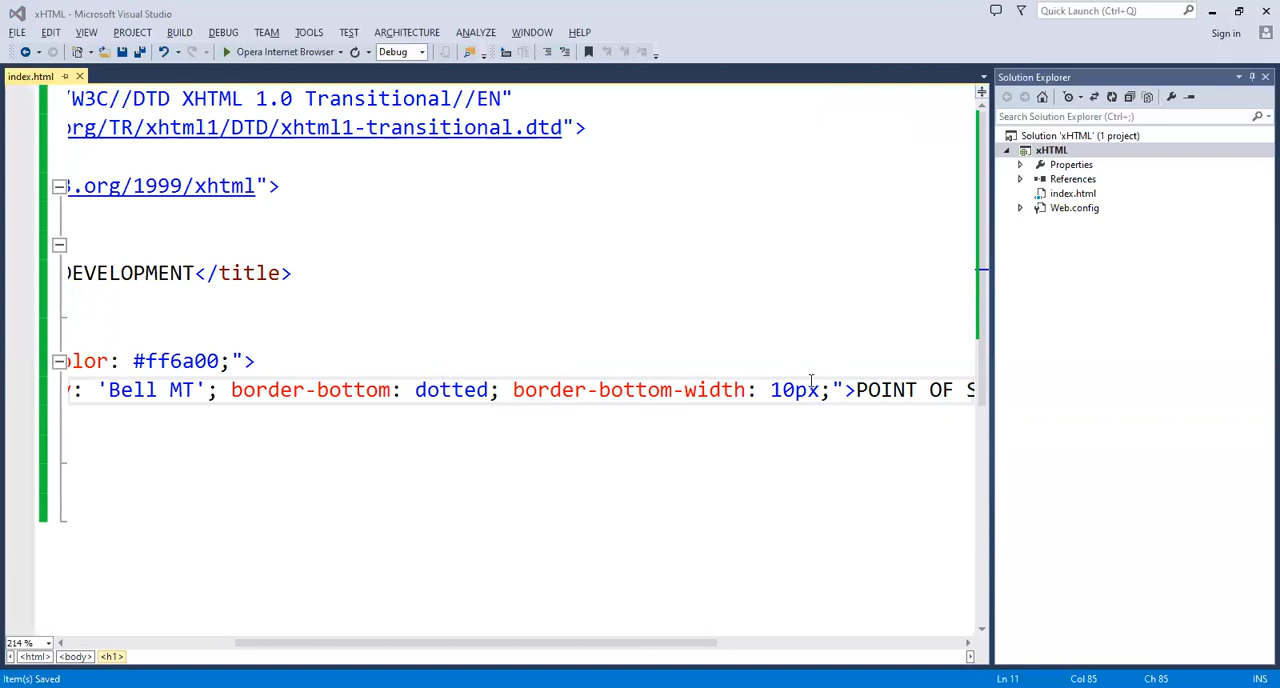 xHTML - Microsoft Visual Studio
Quick Launch (Ctrl+Q)
FILE EDIT VIEW PROJECT BUILD DEBUG TEAM TOOLS TEST ARCHITECTURE ANALYZE WINDOW HELP
Sign in
Opera Internet Browser
Debug
index.html
/W3C//DTD XHTML 1.0 Transitional//EN"
org/TR/xhtml1/DTD/xhtml1-transitional.dtd">
3.org/1999/xhtml">
DEVELOPMENT</title>
olor: #ff6a00;">
y: 'Bell MT'; border-bottom: dotted; border-bottom-width: 10px;">POINT OF S
214 %
<html> <body> <h1>
Solution Explorer
Search Solution Explorer (Ctrl+;)
Solution 'xHTML' (1 project)
xHTML
Properties
References
index.html
Web.config
Item(s) Saved
Ln 11 Col 85 Ch 85 INS